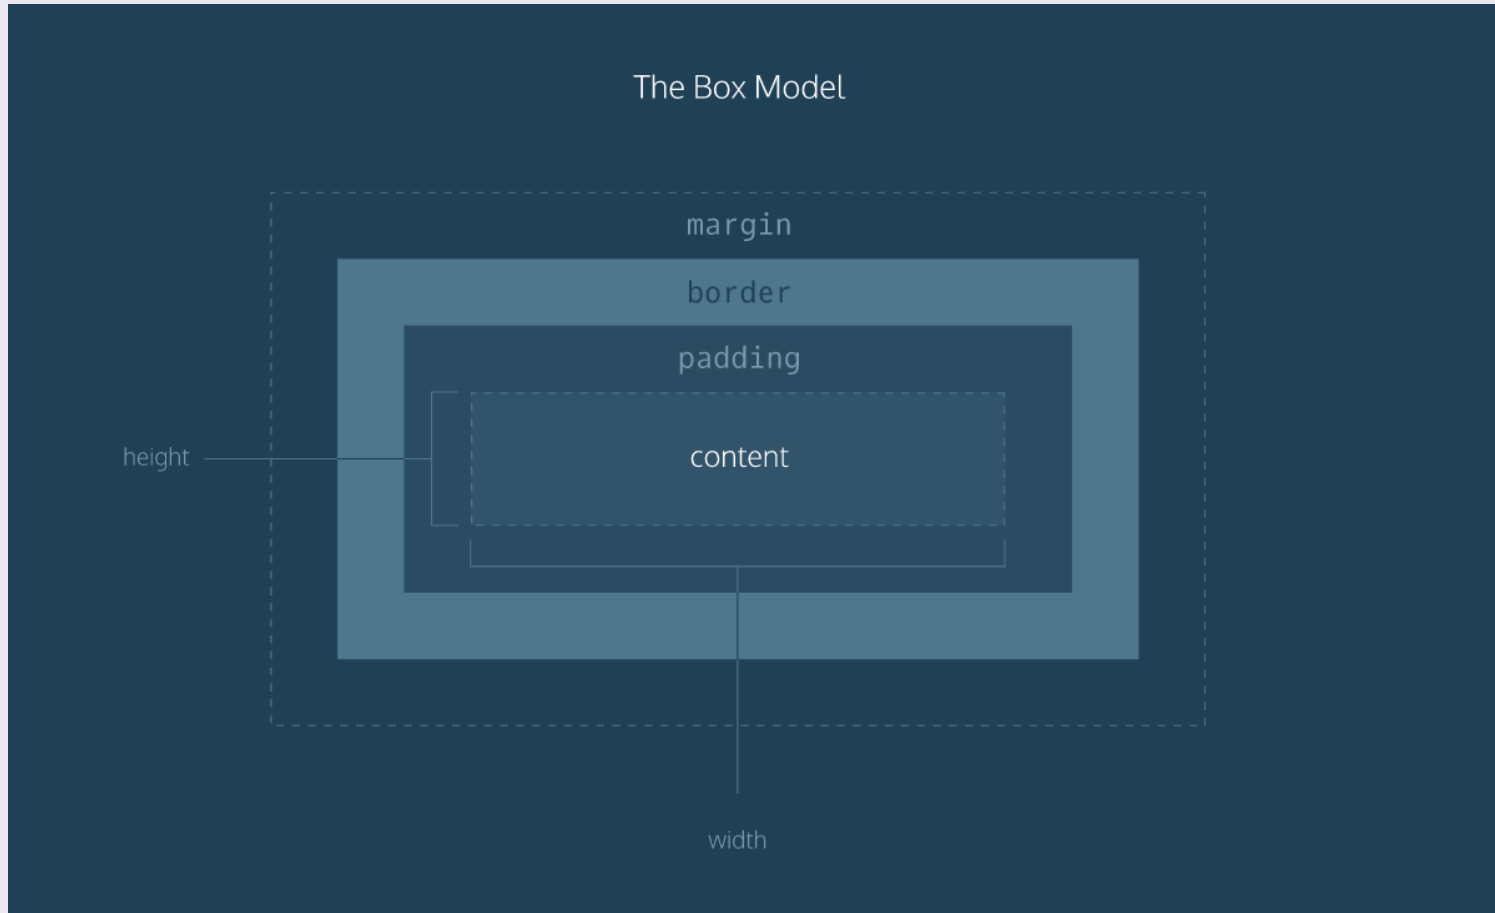 The Box Model
margin
border
padding
height
content
width